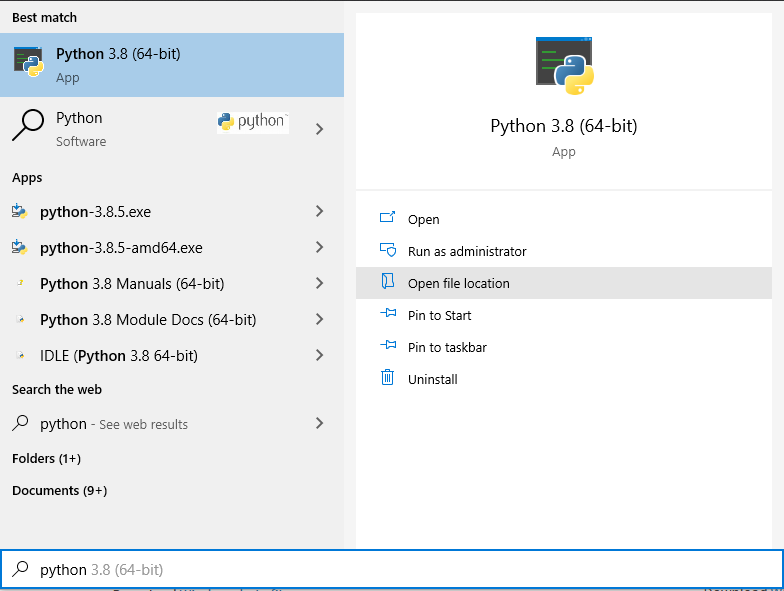 Best match
Python 3.8 (64-bit)
App
Python
Software
python
Apps
python-3.8.5.exe
python-3.8.5-amd64.exe
Python 3.8 Manuals (64-bit)
Python 3.8 Module Docs (64-bit)
IDLE (Python 3.8 64-bit)
Search the web
python - See web results
Folders (1+)
Documents (9+)
Python 3.8 (64-bit)
App
Open
Run as administrator
Open file location
Pin to Start
Pin to taskbar
Uninstall
python 3.8 (64-bit)